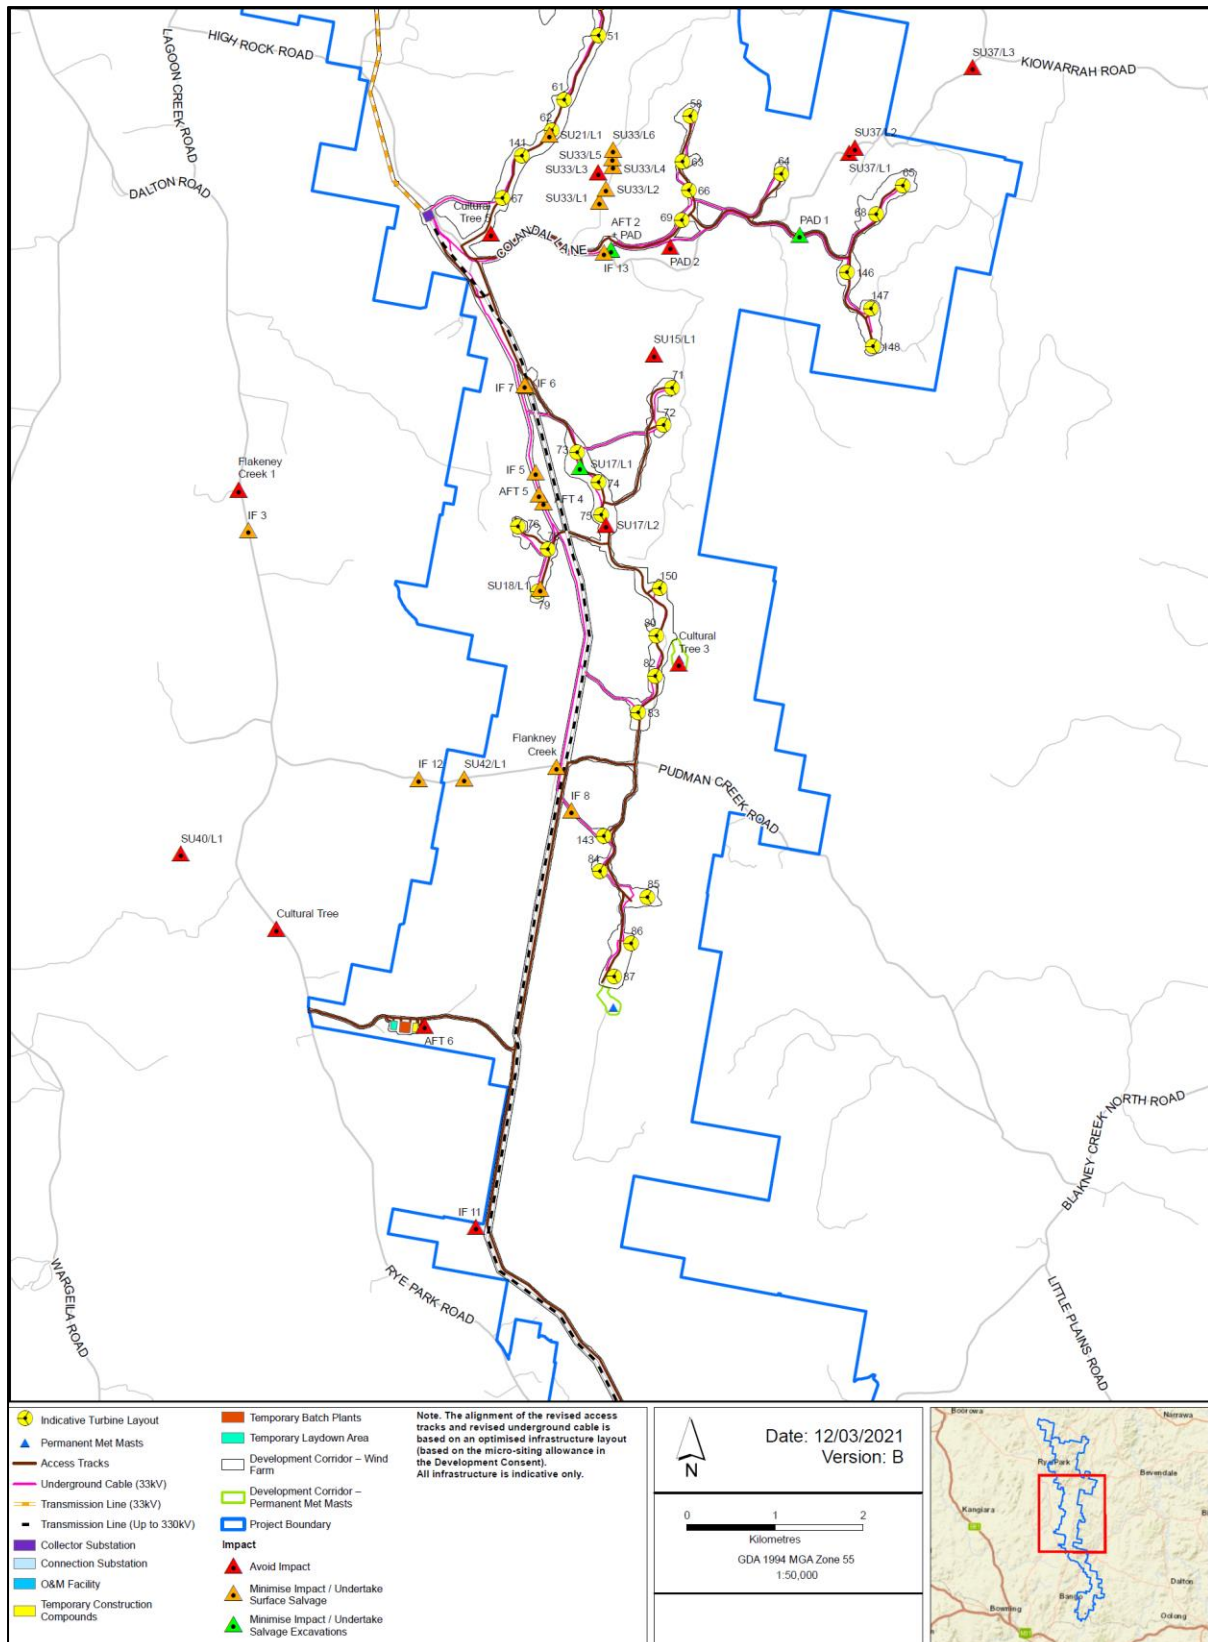 51
LAGOON CREEK ROAD
HIGH ROCK ROAD
SU37/L3
KIOWARRAH ROAD
61
58
62
SU21/L1
SU33/L6
141
SU33/L5
63
64
SU37/L2
SU33/L3
SU33/L4
SU37/L1
65
DALTON ROAD
SU33/L2
66
67
SU33/L1
Cultural
Tree 5
AFT 2
+ PAD
69
PAD 1
68
COLANDAL LANE
IF 13
PAD 2
146
147
148
SU15/L1
71
IF 7
IF 6
72
73
Flakeney
Creek 1
IF 5
SU17/L1
74
AFT 5
AFT 4
IF 3
76
75
SU17/L2
SU18/L1
79
150
80
Cultural
Tree 3
82
83
Flankney
Creek
IF 12
SU42/L1
PUDMAN CREEK ROAD
IF 8
143
SU40/L1
84
85
Cultural Tree
86
87
AFT 6
BLAKNEY CREEK NORTH ROAD
IF 11
WARGEILA ROAD
RYE PARK ROAD
LITTLE PLAINS ROAD
Indicative Turbine Layout
Permanent Met Masts
Access Tracks
Underground Cable (33kV)
Transmission Line (33kV)
Transmission Line (Up to 330kV)
Collector Substation
Connection Substation
O&M Facility
Temporary Construction
Compounds
Temporary Batch Plants
Temporary Laydown Area
Development Corridor – Wind
Farm
Development Corridor –
Permanent Met Masts
Project Boundary
Impact
Avoid Impact
Minimise Impact / Undertake
Surface Salvage
Minimise Impact / Undertake
Salvage Excavations
Note. The alignment of the revised access
tracks and revised underground cable is
based on an optimised infrastructure layout
(based on the micro-siting allowance in
the Development Consent).
All infrastructure is indicative only.
N
Date: 12/03/2021
Version: B
0 1 2
Kilometres
GDA 1994 MGA Zone 55
1:50,000
Boorowa
Narrawa
Rye Park
Bevendale
Kangiara
Dalton
Bango
Bowning
Oolong